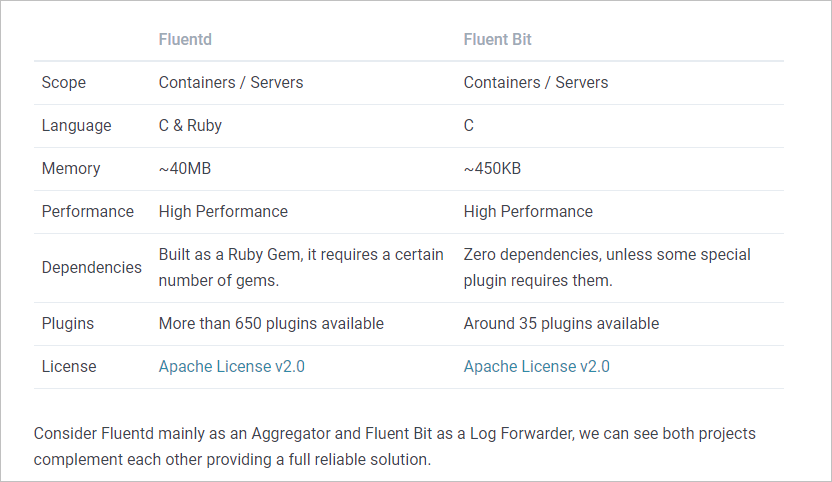 Fluentd Fluent Bit
Scope Containers / Servers Containers / Servers
Language C & Ruby C
Memory ~40MB ~450KB
Performance High Performance High Performance
Dependencies Built as a Ruby Gem, it requires a certain number of gems. Zero dependencies, unless some special plugin requires them.
Plugins More than 650 plugins available Around 35 plugins available
License Apache License v2.0 Apache License v2.0
Consider Fluentd mainly as an Aggregator and Fluent Bit as a Log Forwarder, we can see both projects
complement each other providing a full reliable solution.